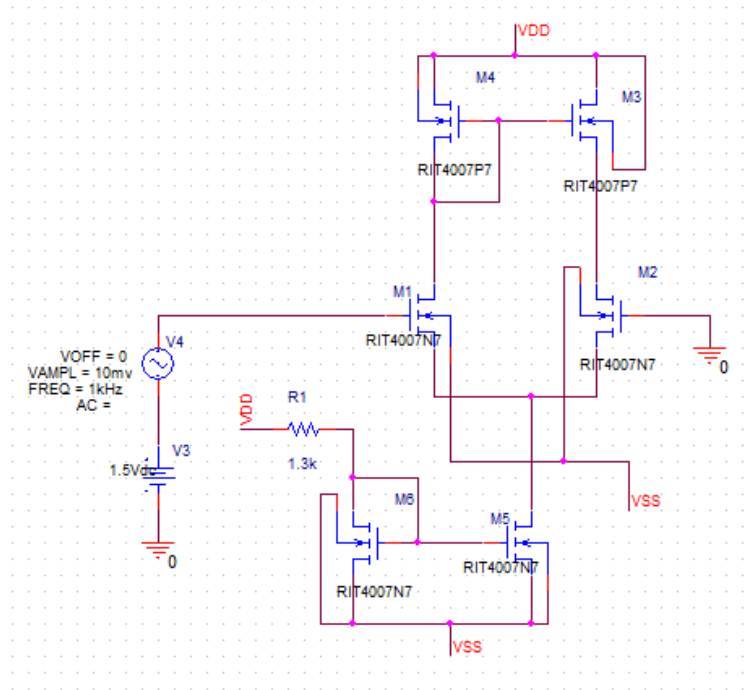 VDD
M4
M3
RIT4007P7
RIT4007P7
M1
M2
RIT4007N7
RIT4007N7
V4
VOFF = 0
VAMPL = 10mv
FREQ = 1kHz
AC =
0
R1
VDD
1.3k
V3
1.5Vdc
0
M6
M5
VSS
RIT4007N7
RIT4007N7
VSS